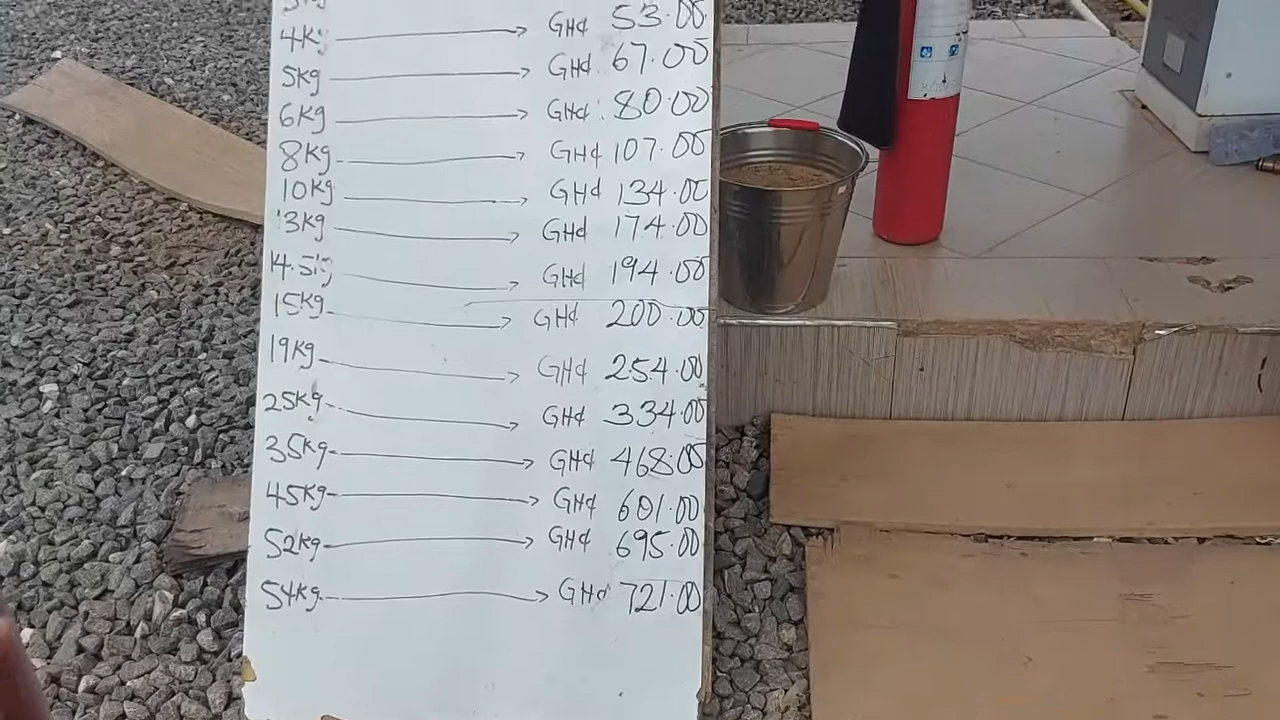 4Kg → GH¢ 53.00
5Kg → GH¢ 67.00
6Kg → GH¢ 80.00
8Kg → GH¢ 107.00
10Kg → GH¢ 134.00
13Kg → GH¢ 174.00
14.5Kg → GH¢ 194.00
15Kg → GH¢ 200.00
19Kg → GH¢ 254.00
25Kg → GH¢ 334.00
35Kg → GH¢ 468.00
45Kg → GH¢ 601.00
52Kg → GH¢ 695.00
54Kg → GH¢ 721.00